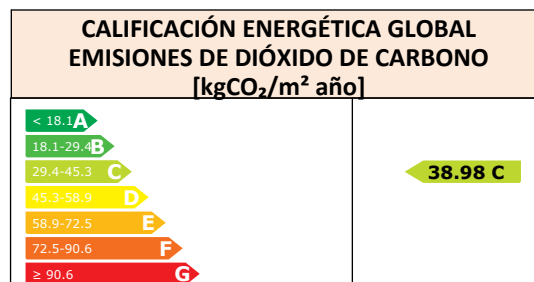 CALIFICACIÓN ENERGÉTICA GLOBAL
EMISIONES DE DIÓXIDO DE CARBONO
[kgCO₂/m² año]
< 18.1 A
18.1-29.4 B
29.4-45.3 C
38.98 C
45.3-58.9 D
58.9-72.5 E
72.5-90.6 F
≥ 90.6 G